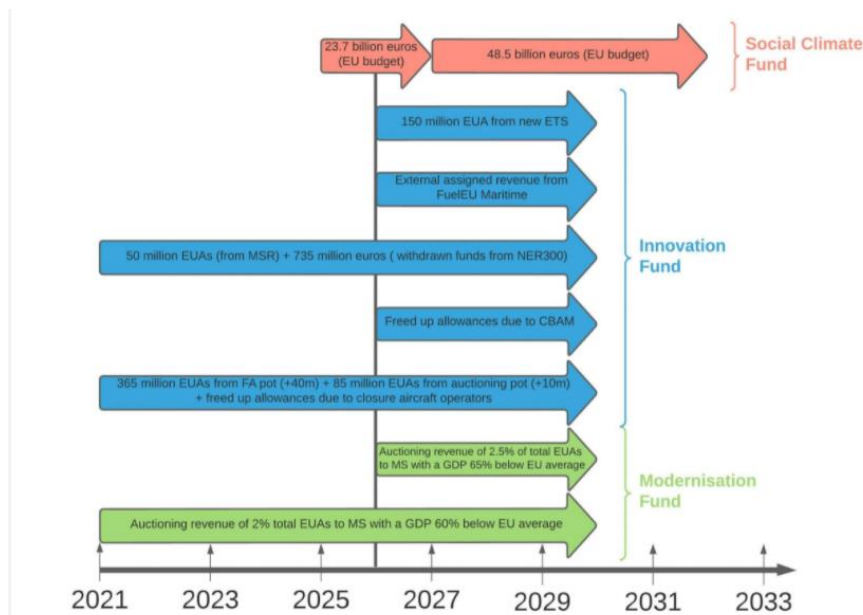 23.7 billion euros
(EU budget)
48.5 billion euros (EU budget)
Social Climate
Fund
150 million EUA from new ETS
External assigned revenue from
FuelEU Maritime
50 million EUAs (from MSR) + 735 million euros ( withdrawn funds from NER300)
Innovation
Fund
Freed up allowances due to CBAM
365 million EUAs from FA pot (+40m) + 85 million EUAs from auctioning pot (+10m)
+ freed up allowances due to closure aircraft operators
Auctioning revenue of 2.5% of total EUAs
to MS with a GDP 65% below EU average
Modernisation
Fund
Auctioning revenue of 2% total EUAs to MS with a GDP 60% below EU average
2021 2023 2025 2027 2029 2031 2033